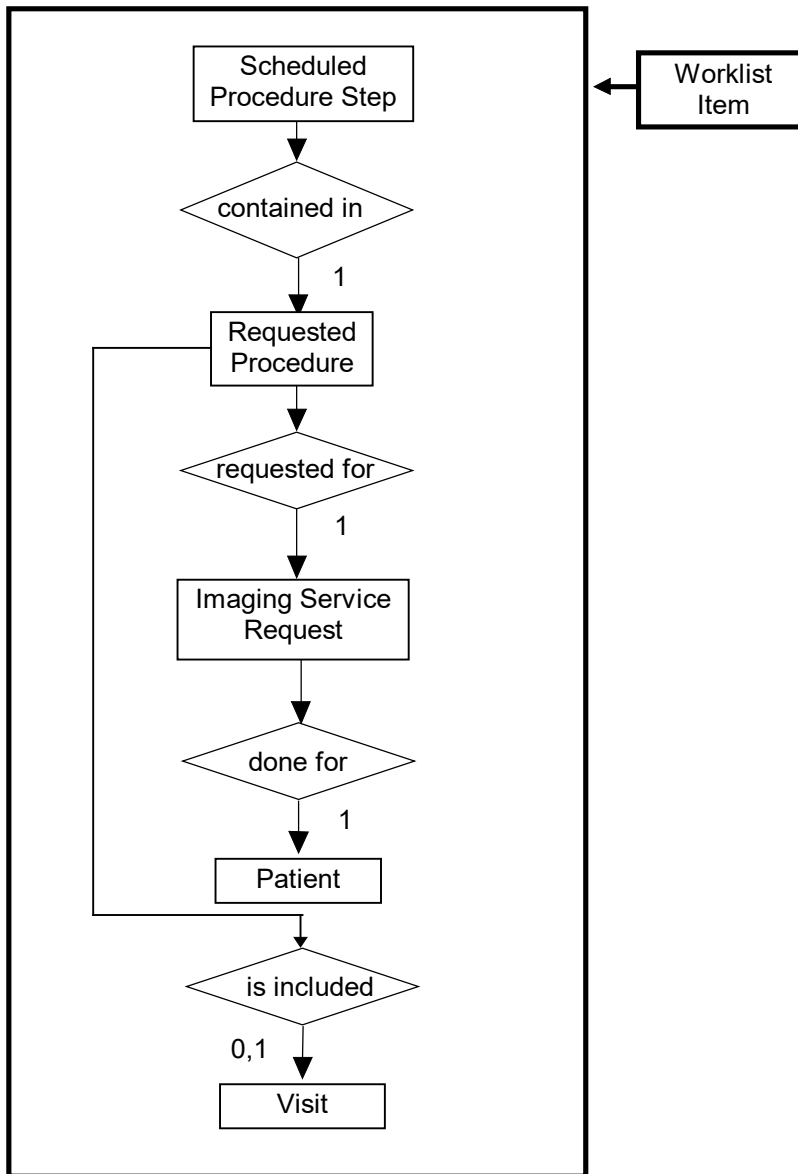 Scheduled
Procedure Step
Worklist
Item
contained in
1
Requested
Procedure
requested for
1
Imaging Service
Request
done for
1
Patient
is included
0,1
Visit